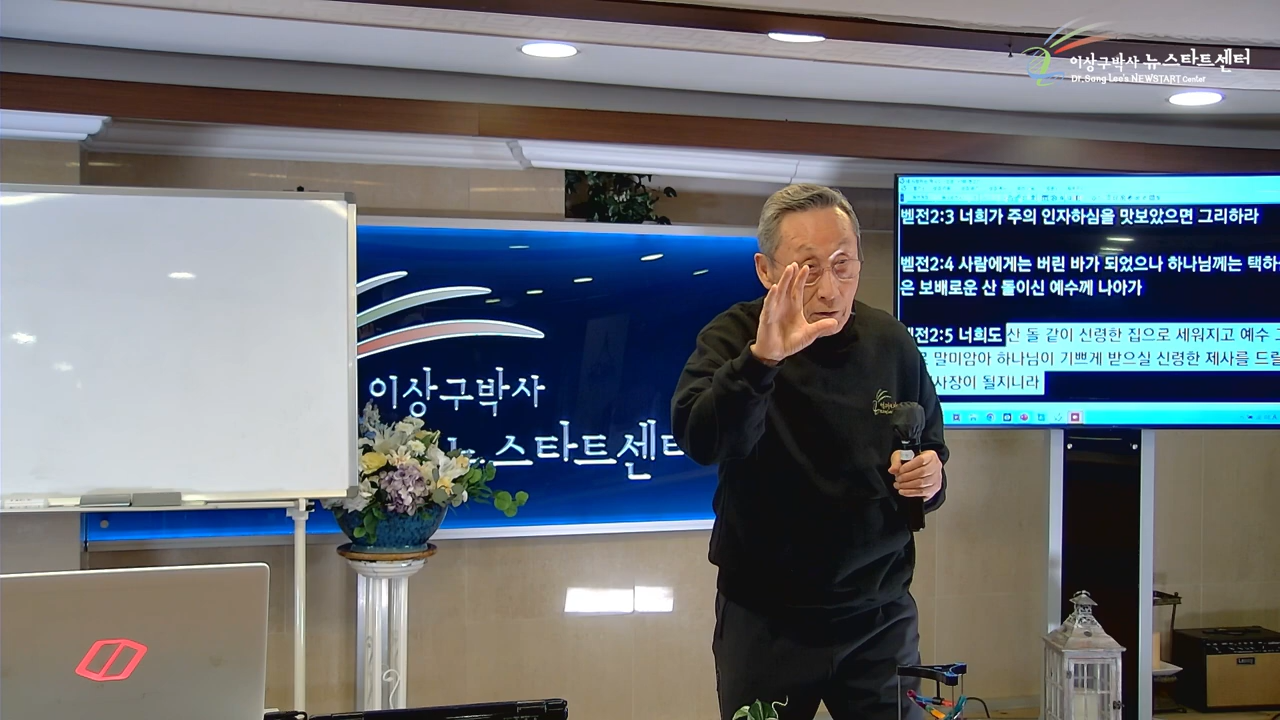 이상구박사 뉴스타트센터
Dr. Sang Lee's NEWSTART Center
벧전2:3 너희가 주의 인자하심을 맛보았으면 그리하라
벧전2:4 사람에게는 버린 바가 되었으나 하나님께는 택하
은 보배로운 산 돌이신 예수께 나아가
벧전2:5 너희도 산 돌 같이 신령한 집으로 세워지고 예수
말미암아 하나님이 기쁘게 받으실 신령한 제사를 드릴
사장이 될지니라
이상구박사
뉴스타트센터
Laney